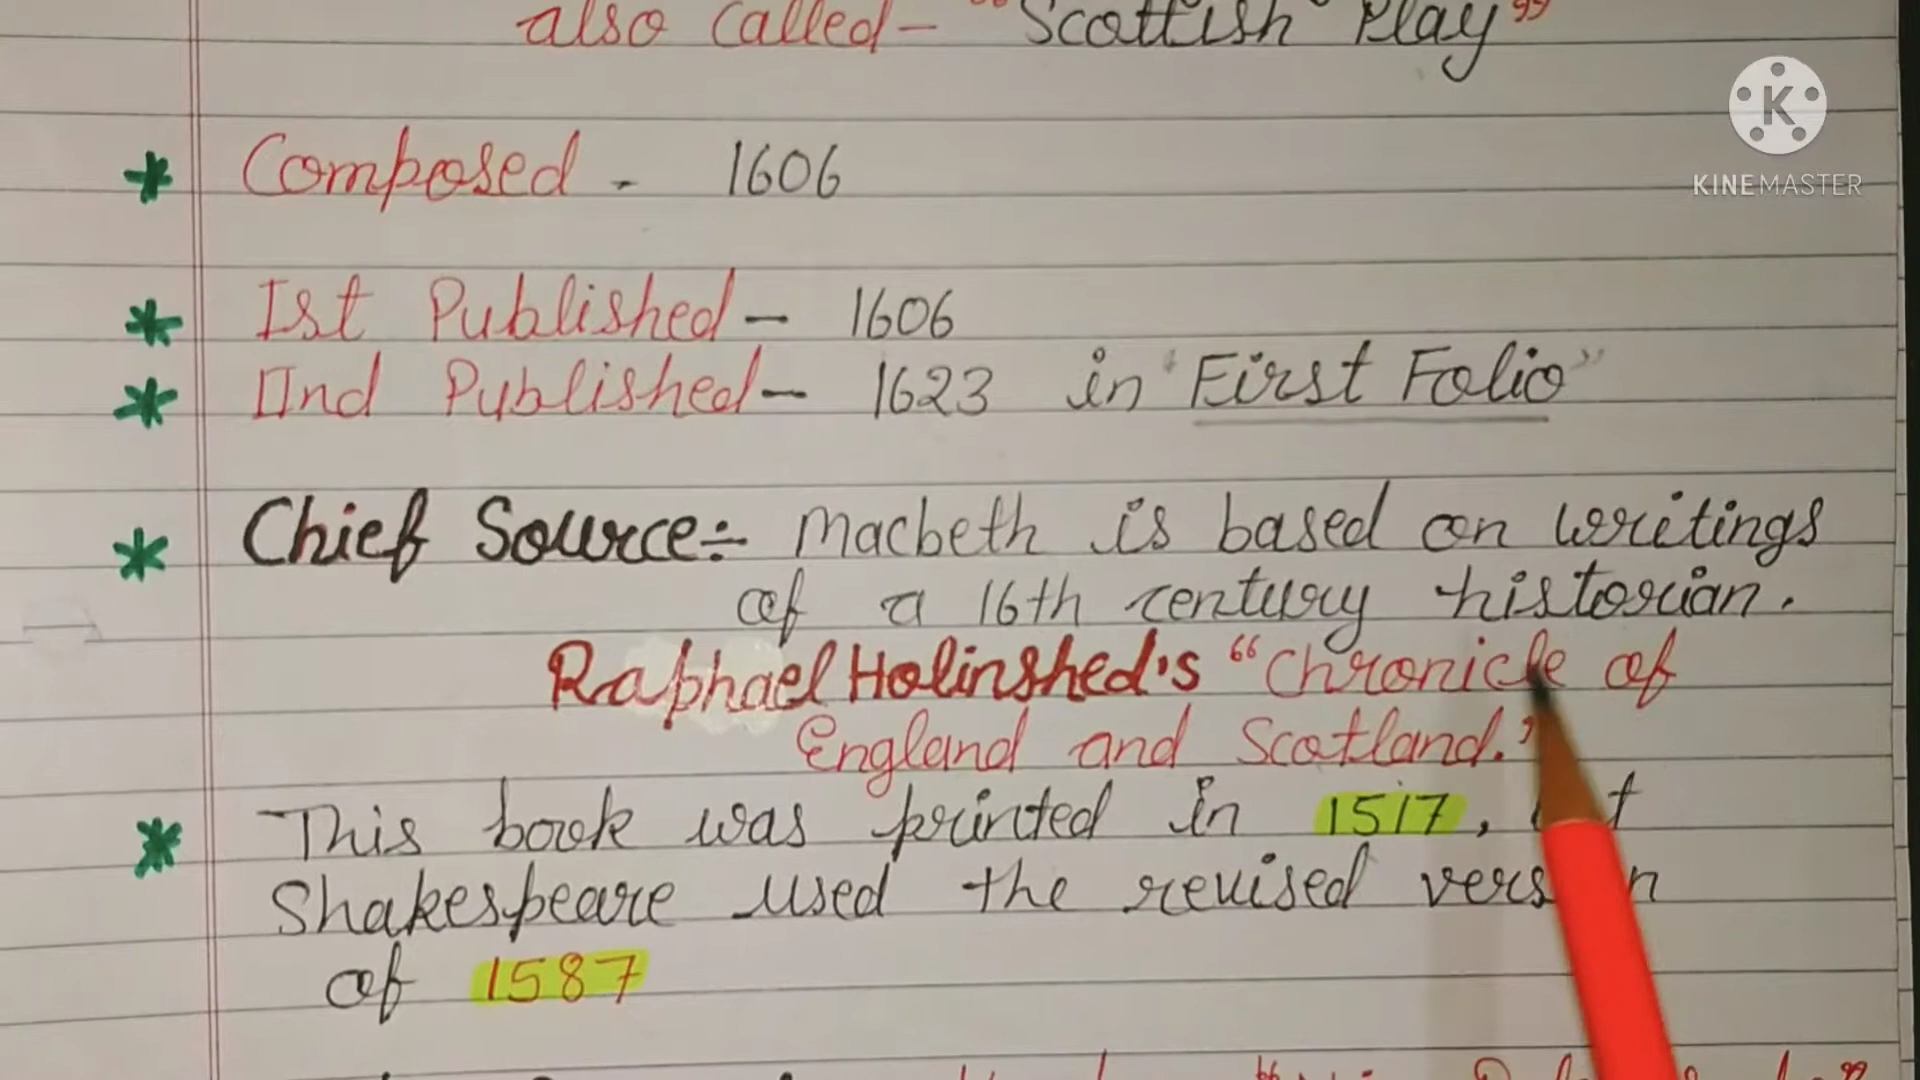 also called- "Scottish Play"
K
KINEMASTER
* Composed - 1606
* Ist Published - 1606
* IInd Published - 1623 in "First Folio"
* Chief Source:- Macbeth is based on writings
of a 16th century historian.
Raphael Holinshed's "Chronicle of
England and Scotland."
* This book was printed in 1517,
Shakespeare used the revised
of 1587